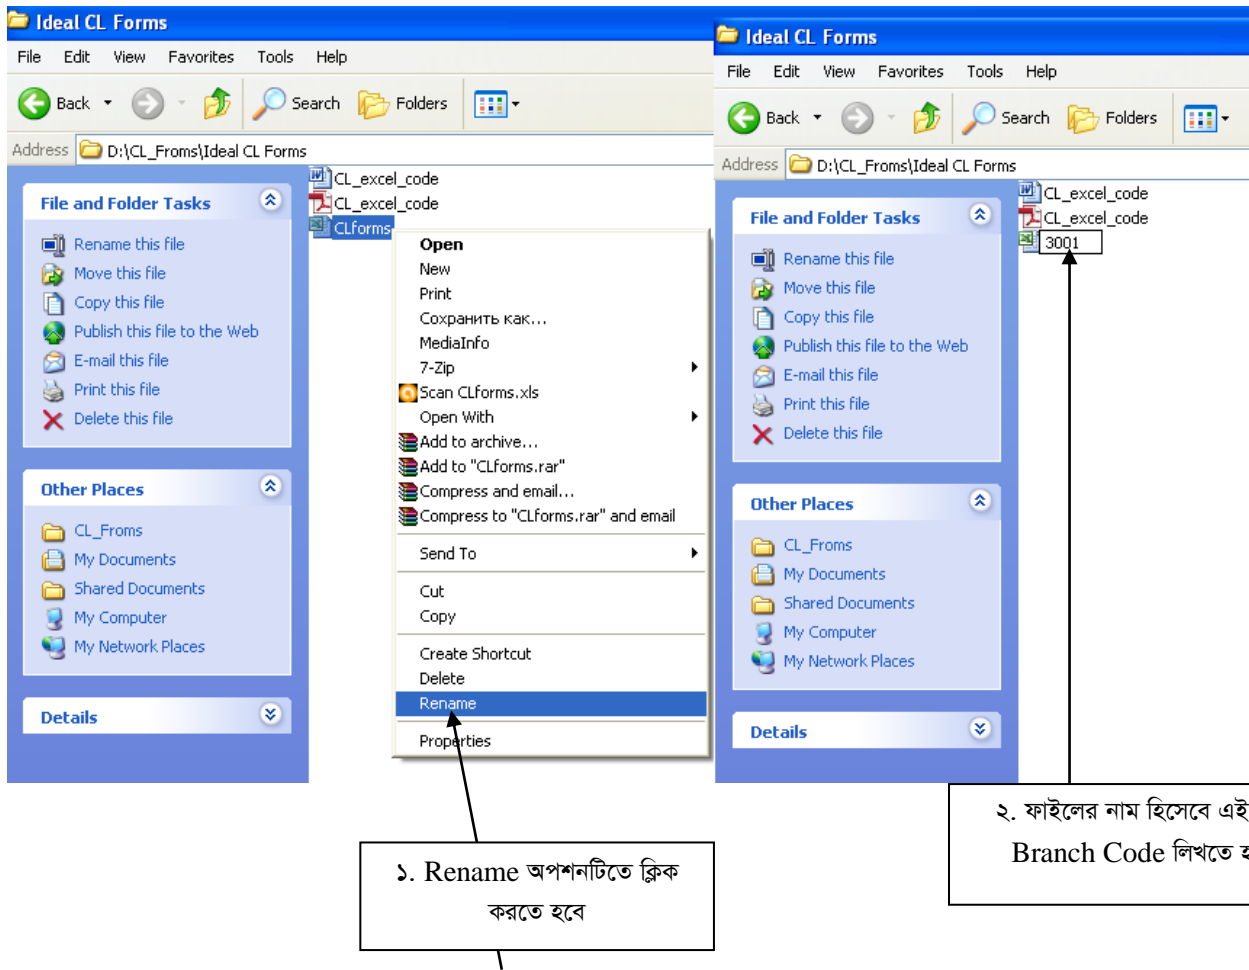 Ideal CL Forms
File Edit View Favorites Tools Help
Back Search Folders
Address D:\CL_Froms\Ideal CL Forms
File and Folder Tasks
Rename this file
Move this file
Copy this file
Publish this file to the Web
E-mail this file
Print this file
Delete this file
Other Places
CL_Froms
My Documents
Shared Documents
My Computer
My Network Places
Details
CL_excel_code
CL_excel_code
CLforms
Open
New
Print
Сохранить как...
MediaInfo
7-Zip
Scan CLforms.xls
Open With
Add to archive...
Add to "CLforms.rar"
Compress and email...
Compress to "CLforms.rar" and email
Send To
Cut
Copy
Create Shortcut
Delete
Rename
Properties
১. Rename অপশনটিতে ক্লিক
করতে হবে
Ideal CL Forms
File Edit View Favorites Tools Help
Back Search Folders
Address D:\CL_Froms\Ideal CL Forms
File and Folder Tasks
Rename this file
Move this file
Copy this file
Publish this file to the Web
E-mail this file
Print this file
Delete this file
Other Places
CL_Froms
My Documents
Shared Documents
My Computer
My Network Places
Details
CL_excel_code
CL_excel_code
3001
২. ফাইলের নাম হিসেবে এই
Branch Code লিখতে